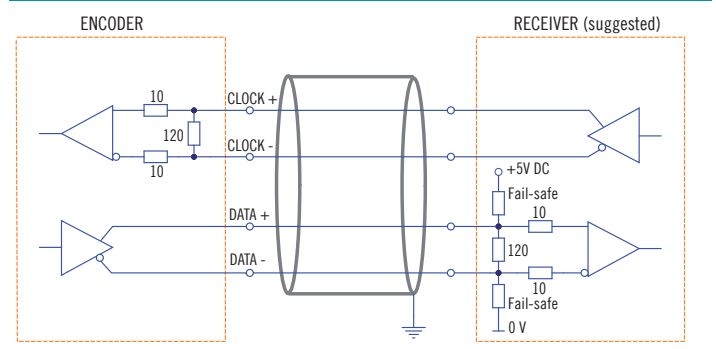 ENCODER
RECEIVER (suggested)
10
CLOCK +
120
CLOCK -
10
+5V DC
Fail-safe
10
DATA +
120
DATA -
10
Fail-safe
0 V